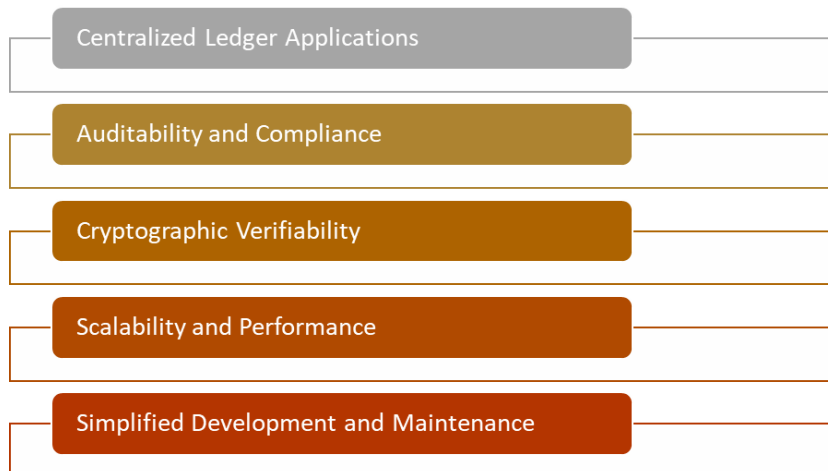 Centralized Ledger Applications
Auditability and Compliance
Cryptographic Verifiability
Scalability and Performance
Simplified Development and Maintenance